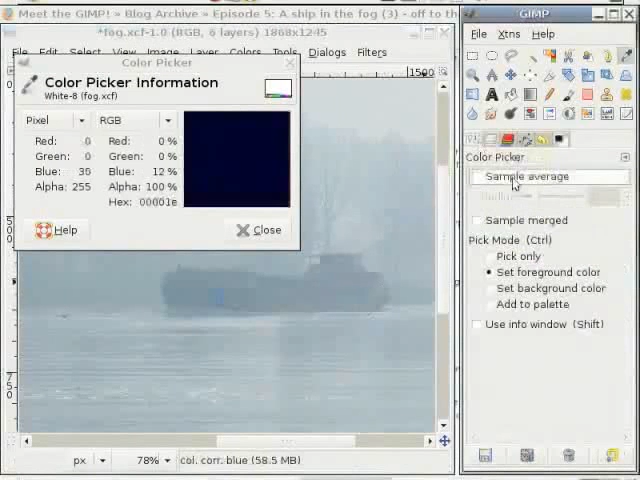 Meet the GIMP! » Blog Archive » Episode 5: A ship in the fog (3) - off to th
GIMP
*fog.xcf-1.0 (RGB, 6 layers) 1868x1245
File Xtns Help
File Edit Select View Image Layer Colors Tools Dialogs Filters
Color Picker
1500
Color Picker Information
White-8 (fog.xcf)
Pixel RGB
Red: 0 Red: 0 %
Green: 0 Green: 0 %
Blue: 30 Blue: 12 %
Alpha: 255 Alpha: 100 %
Hex: 00001e
Help Close
Color Picker
Sample average
Radius
Sample merged
Pick Mode (Ctrl)
Pick only
Set foreground color
Set background color
Add to palette
Use info window (Shift)
500
750
px 78% col. corr. blue (58.5 MB)